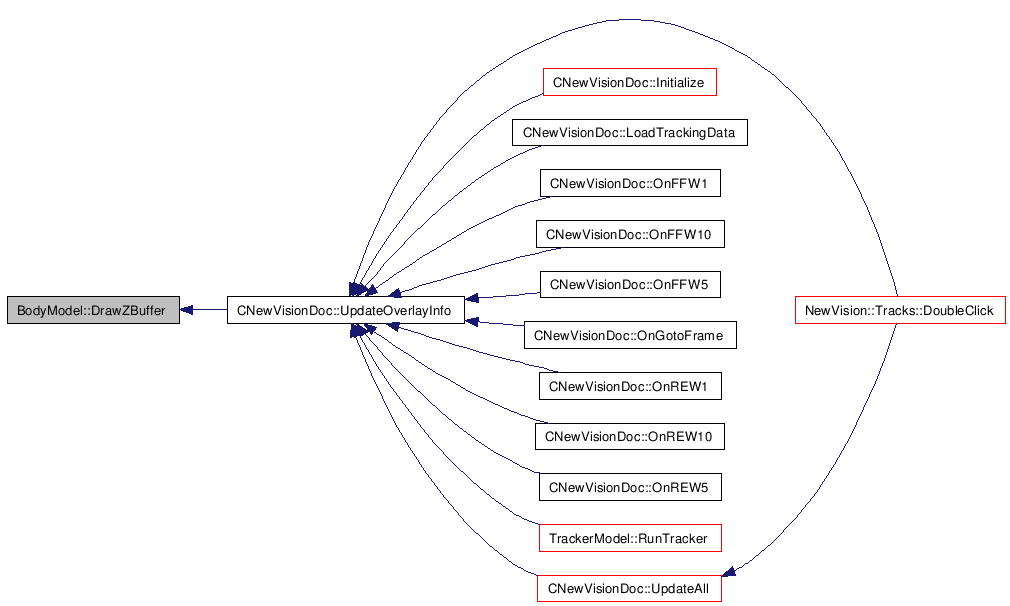 CNewVisionDoc::Initialize
CNewVisionDoc::LoadTrackingData
CNewVisionDoc::OnFFW1
CNewVisionDoc::OnFFW10
CNewVisionDoc::OnFFW5
BodyModel::DrawZBuffer
CNewVisionDoc::UpdateOverlayInfo
NewVision::Tracks::DoubleClick
CNewVisionDoc::OnGotoFrame
CNewVisionDoc::OnREW1
CNewVisionDoc::OnREW10
CNewVisionDoc::OnREW5
TrackerModel::RunTracker
CNewVisionDoc::UpdateAll